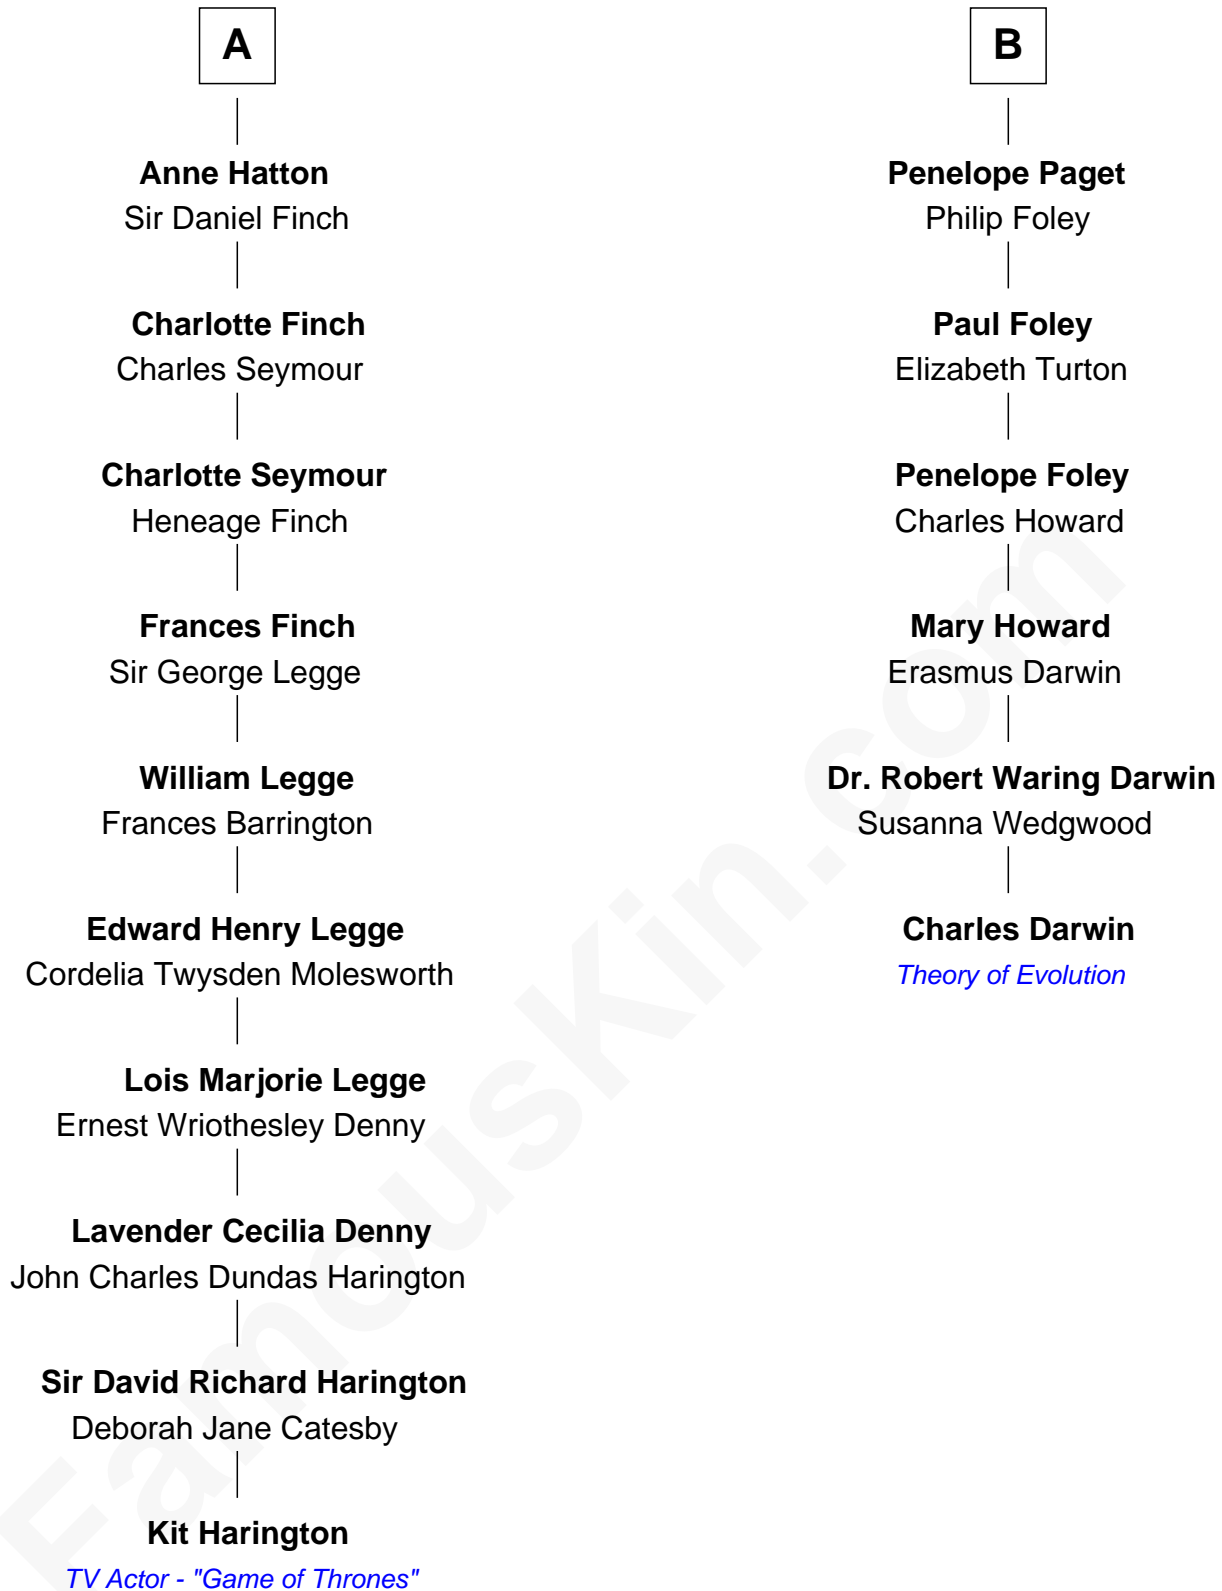 A
Anne Hatton
Sir Daniel Finch
Charlotte Finch
Charles Seymour
Charlotte Seymour
Heneage Finch
Frances Finch
Sir George Legge
William Legge
Frances Barrington
Edward Henry Legge
Cordelia Twysden Molesworth
Lois Marjorie Legge
Ernest Wriothesley Denny
Lavender Cecilia Denny
John Charles Dundas Harington
Sir David Richard Harington
Deborah Jane Catesby
Kit Harington
TV Actor - "Game of Thrones"
B
Penelope Paget
Philip Foley
Paul Foley
Elizabeth Turton
Penelope Foley
Charles Howard
Mary Howard
Erasmus Darwin
Dr. Robert Waring Darwin
Susanna Wedgwood
Charles Darwin
Theory of Evolution
FamousKin.com